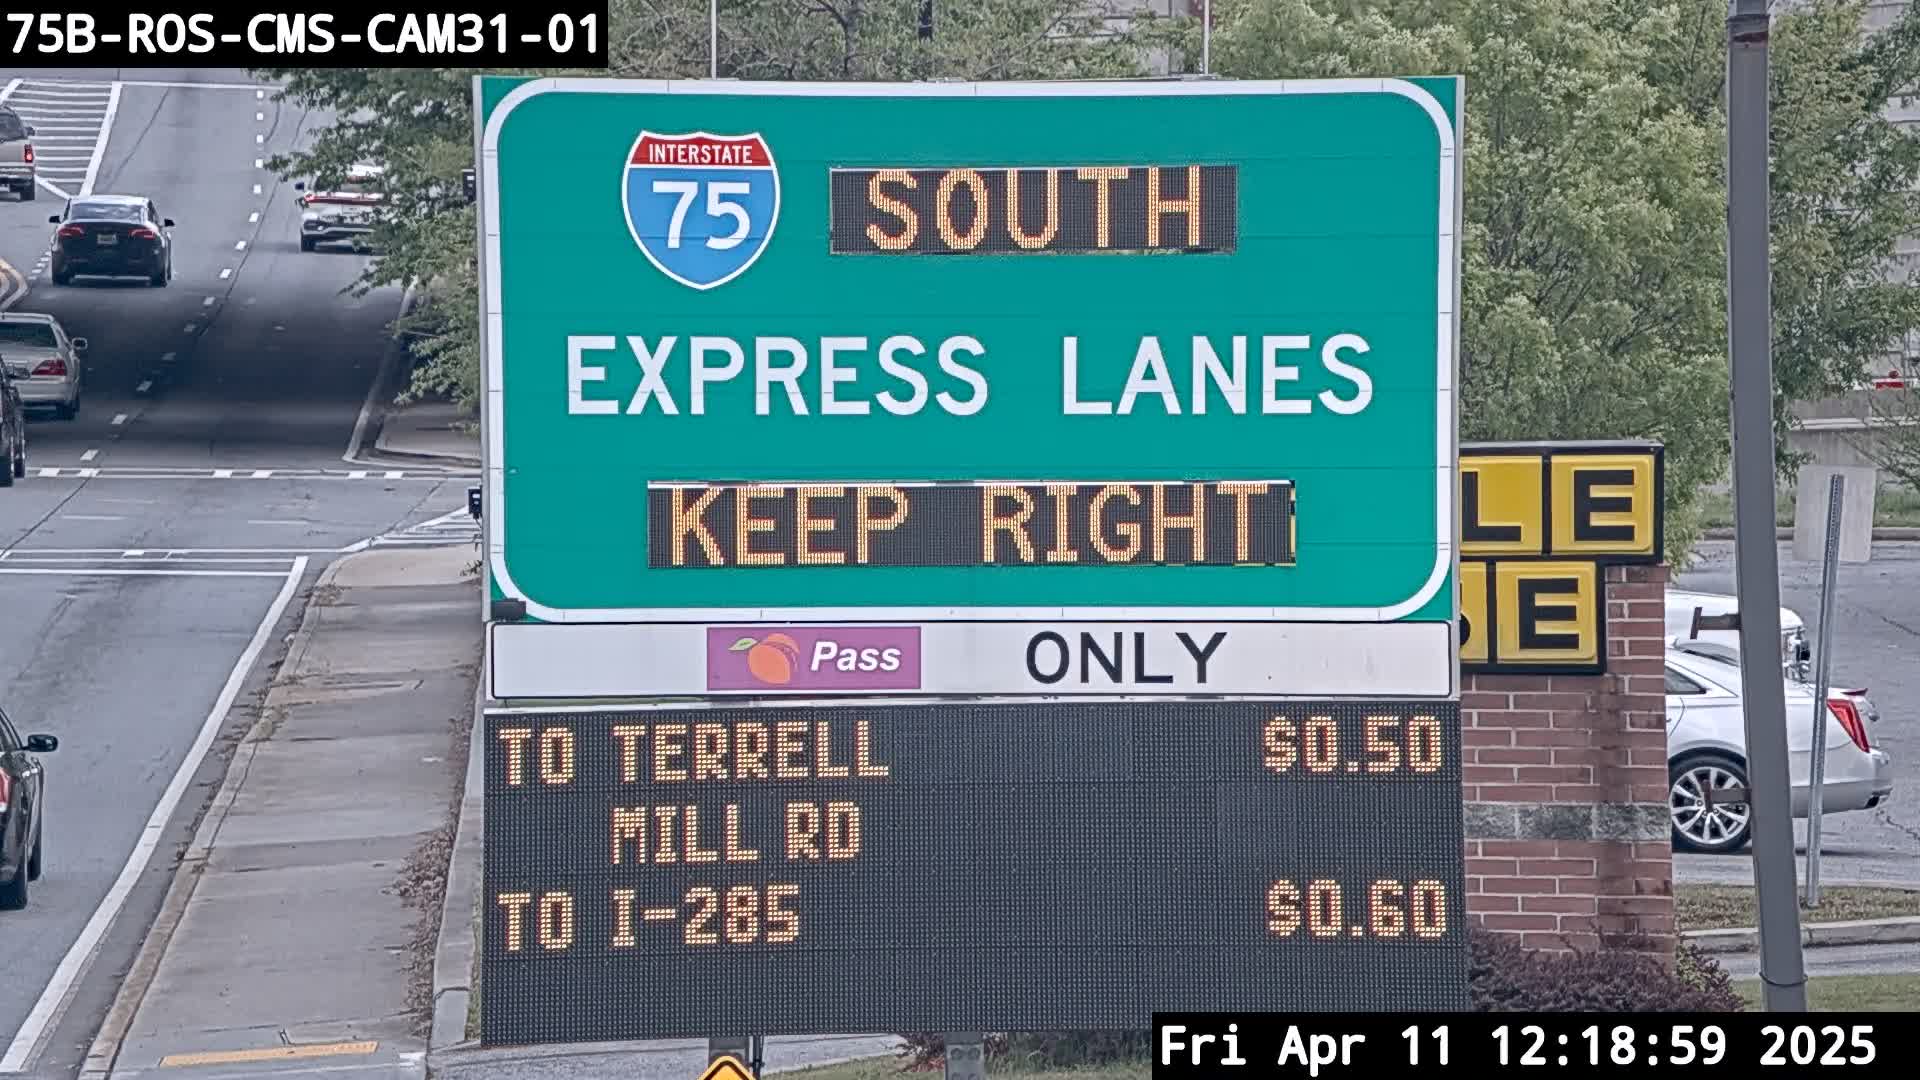 75B-ROS-CMS-CAM31-01
INTERSTATE
75
SOUTH
EXPRESS LANES
KEEP RIGHT
Pass ONLY
TO TERRELL $0.50
MILL RD
TO I-285 $0.60
LE
E
Fri Apr 11 12:18:59 2025